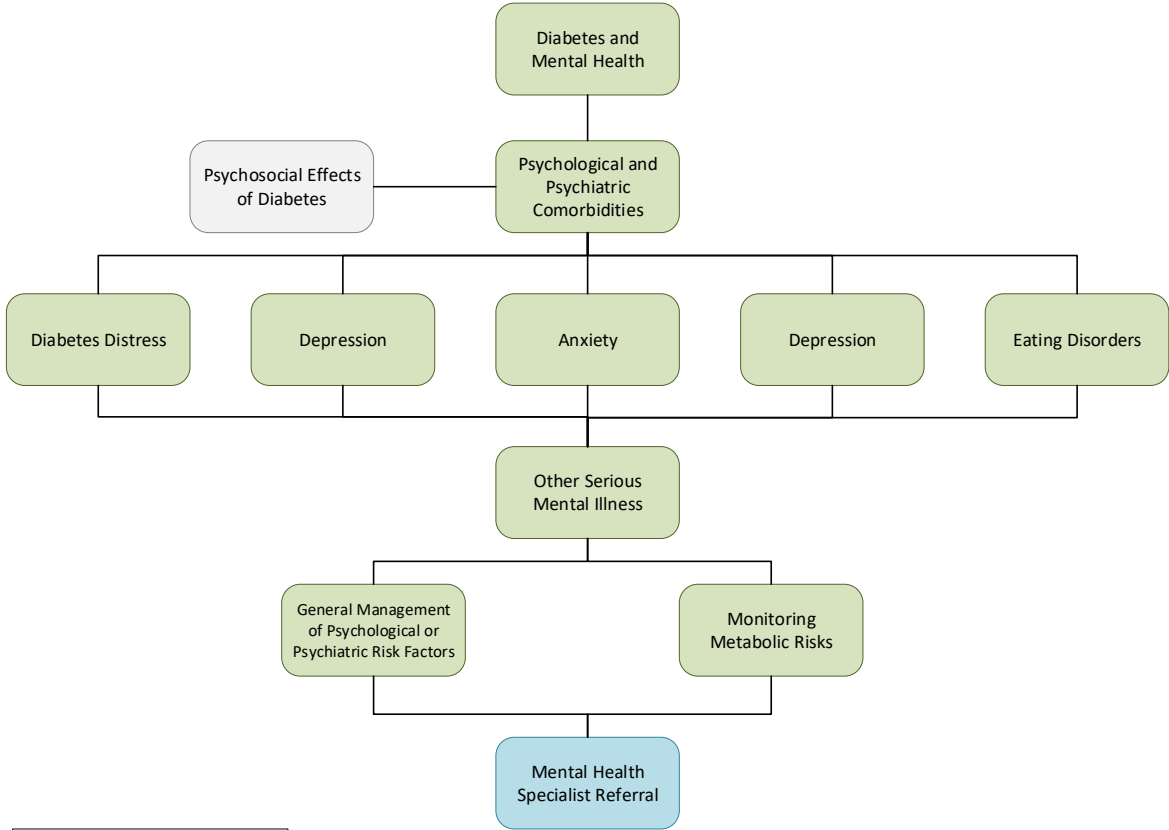 Diabetes and
Mental Health
Psychosocial Effects
of Diabetes
Psychological and
Psychiatric
Comorbidities
Diabetes Distress
Depression
Anxiety
Depression
Eating Disorders
Other Serious
Mental Illness
General Management
of Psychological or
Psychiatric Risk Factors
Monitoring
Metabolic Risks
Mental Health
Specialist Referral